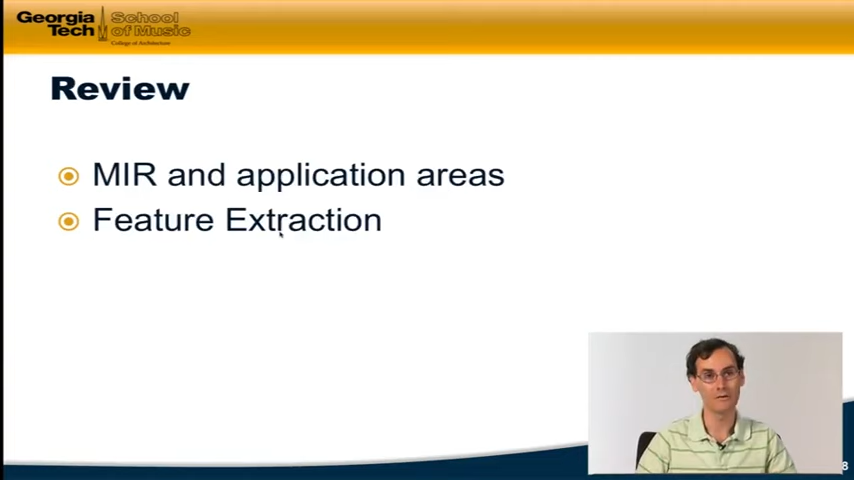 Georgia School
Tech of Music
College of Architecture
Review
MIR and application areas
Feature Extraction
8